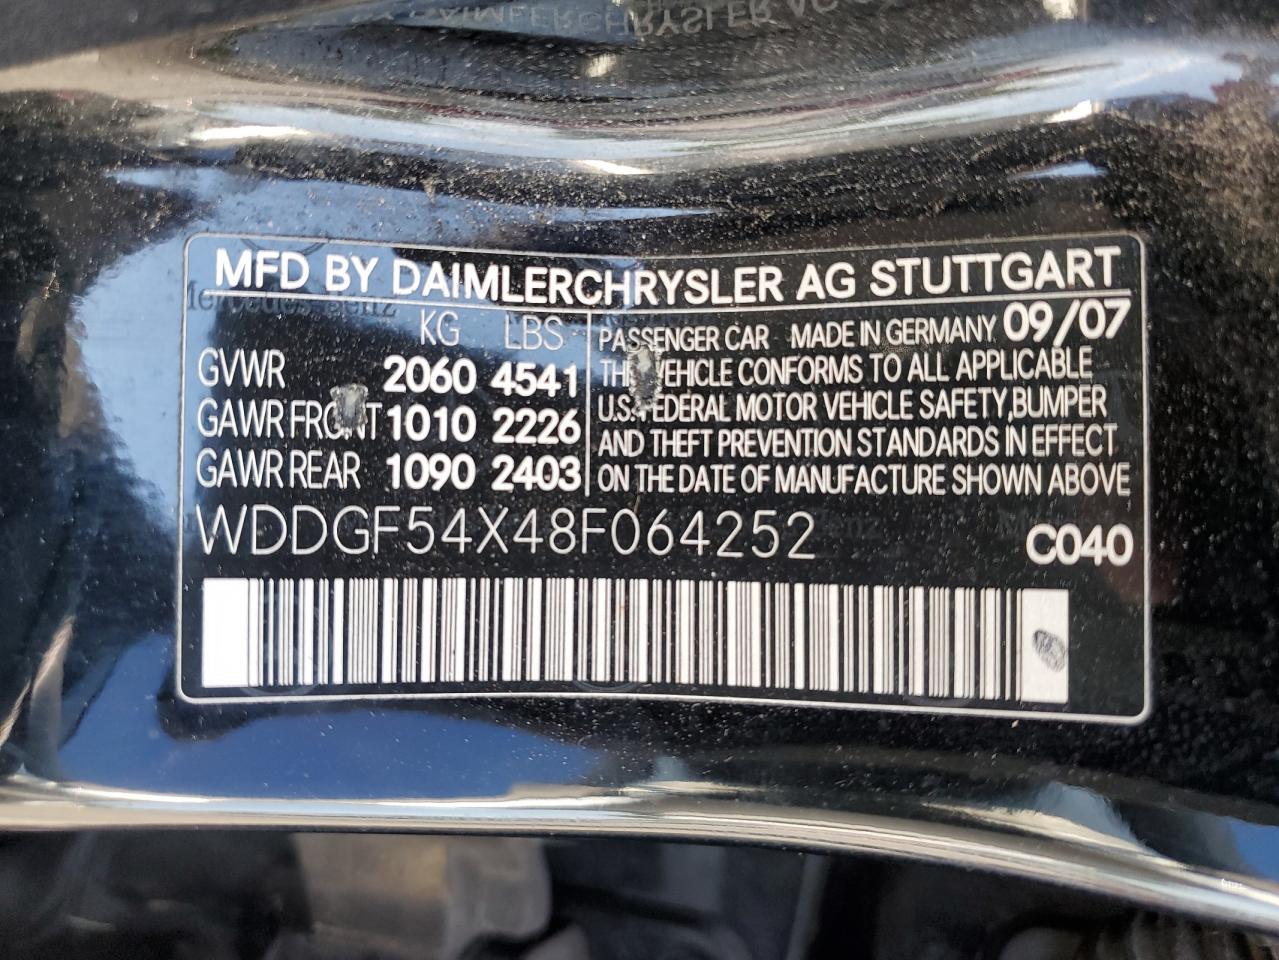 MFD BY DAIMLERCHRYSLER AG STUTTGART
KG LBS
GVWR 2060 4541
GAWR FRONT 1010 2226
GAWR REAR 1090 2403
PASSENGER CAR MADE IN GERMANY 09/07
THIS VEHICLE CONFORMS TO ALL APPLICABLE
U.S. FEDERAL MOTOR VEHICLE SAFETY, BUMPER
AND THEFT PREVENTION STANDARDS IN EFFECT
ON THE DATE OF MANUFACTURE SHOWN ABOVE
WDDGF54X48F064252 C040